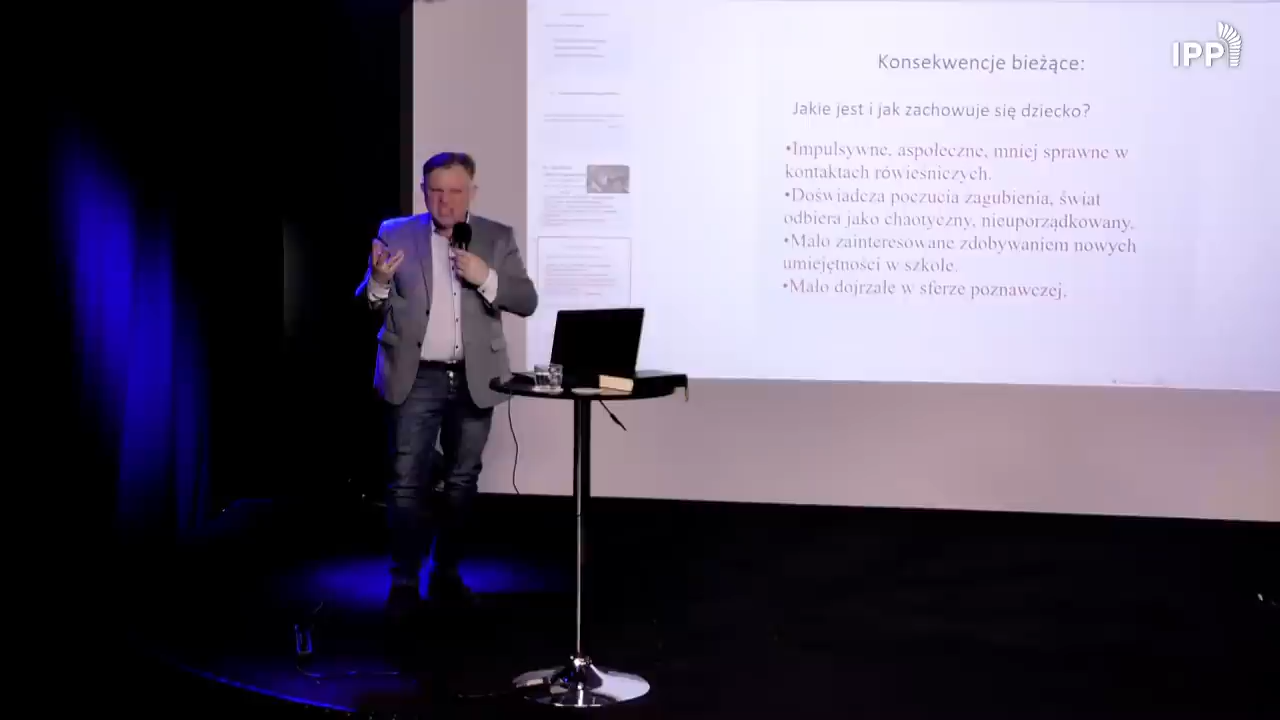 IPP
Konsekwencje bieżące:
Jakie jest i jak zachowuje się dziecko?
•Impulsywne, aspołeczne, mniej sprawne w
kontaktach rówieśniczych.
•Doświadcza poczucia zagubienia, świat
odbiera jako chaotyczny, nieuporządkowany.
•Mało zainteresowane zdobywaniem nowych
umiejętności w szkole.
•Mało dojrzałe w sferze poznawczej,